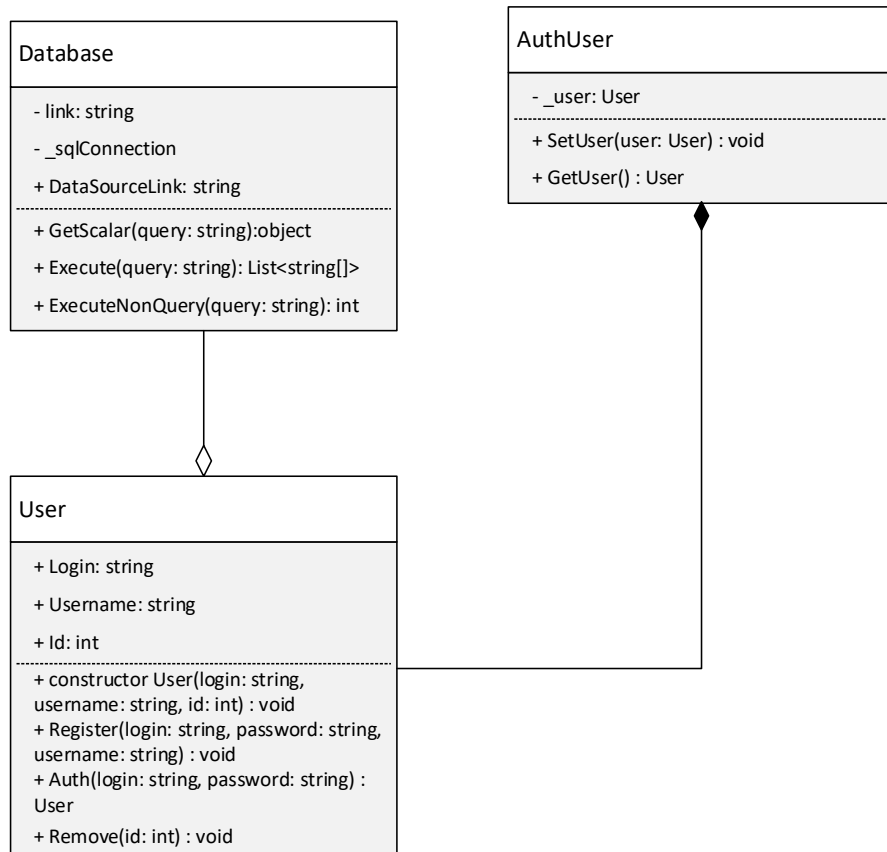 Database
- link: string
- _sqlConnection
+ DataSourceLink: string
+ GetScalar(query: string):object
+ Execute(query: string): List<string[]>
+ ExecuteNonQuery(query: string): int
AuthUser
- _user: User
+ SetUser(user: User) : void
+ GetUser() : User
User
+ Login: string
+ Username: string
+ Id: int
+ constructor User(login: string,
username: string, id: int) : void
+ Register(login: string, password: string,
username: string) : void
+ Auth(login: string, password: string) :
User
+ Remove(id: int) : void